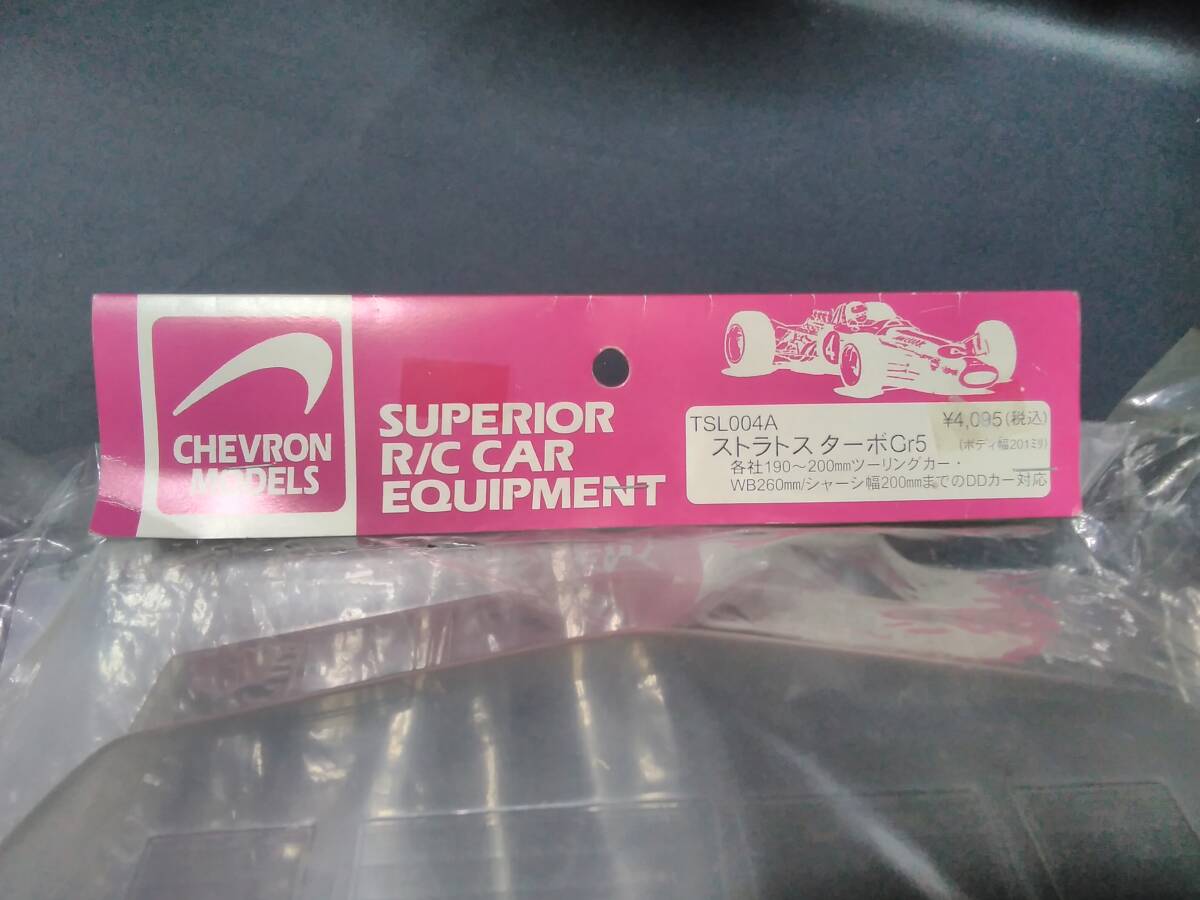 CHEVRON
MODELS
SUPERIOR
R/C CAR
EQUIPMENT
4
TSL004A
¥4,095(税込)
ストラトス ターボGr5
(ボディ幅201ミリ)
各社190〜200mmツーリングカー・
WB260mm/シャーシ幅200mmまでのDDカー対応